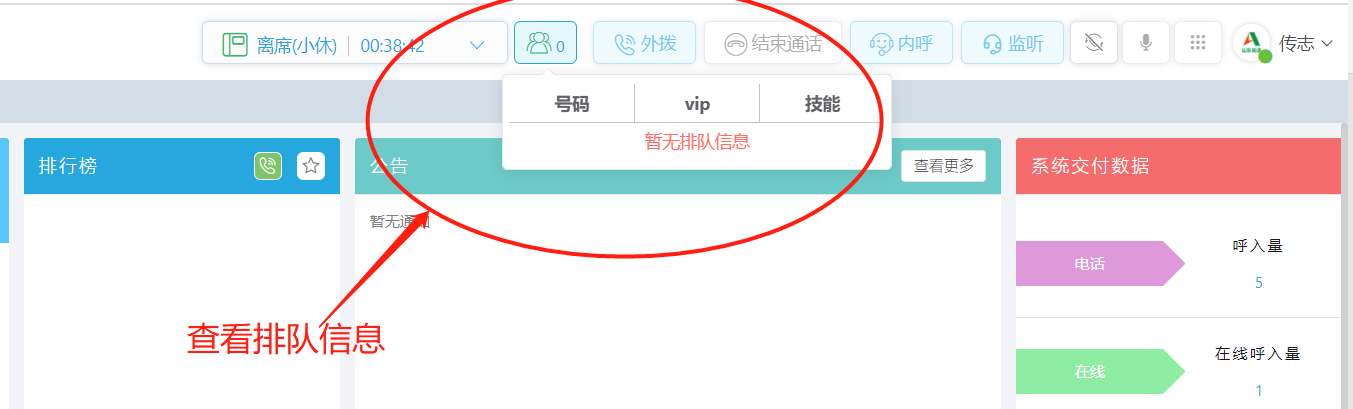 离席(小休) 00:38:42 0 外拨 结束通话 内呼 监听 传志
号码 vip 技能
暂无排队信息
排行榜 公告 查看更多 系统交付数据
暂无通知
呼入量
电话
5
查看排队信息
在线呼入量
在线
1